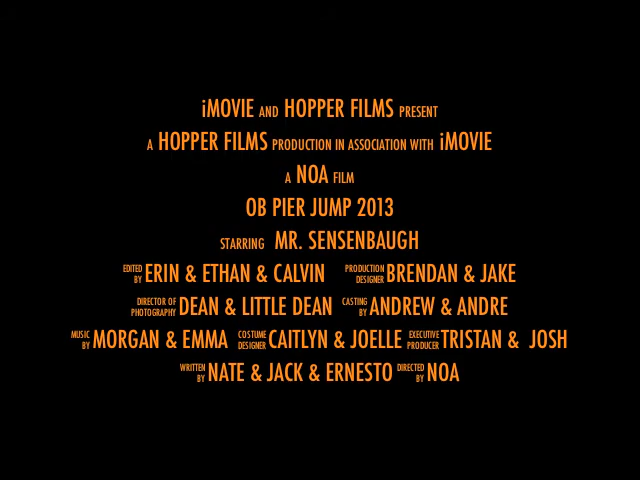 iMOVIE AND HOPPER FILMS PRESENT
A HOPPER FILMS PRODUCTION IN ASSOCIATION WITH iMOVIE
A NOA FILM
OB PIER JUMP 2013
STARRING MR. SENSENBAUGH
EDITED BY ERIN & ETHAN & CALVIN PRODUCTION DESIGNER BRENDAN & JAKE
DIRECTOR OF PHOTOGRAPHY DEAN & LITTLE DEAN CASTING BY ANDREW & ANDRE
MUSIC BY MORGAN & EMMA COSTUME DESIGNER CAITLYN & JOELLE EXECUTIVE PRODUCER TRISTAN & JOSH
WRITTEN BY NATE & JACK & ERNESTO DIRECTED BY NOA